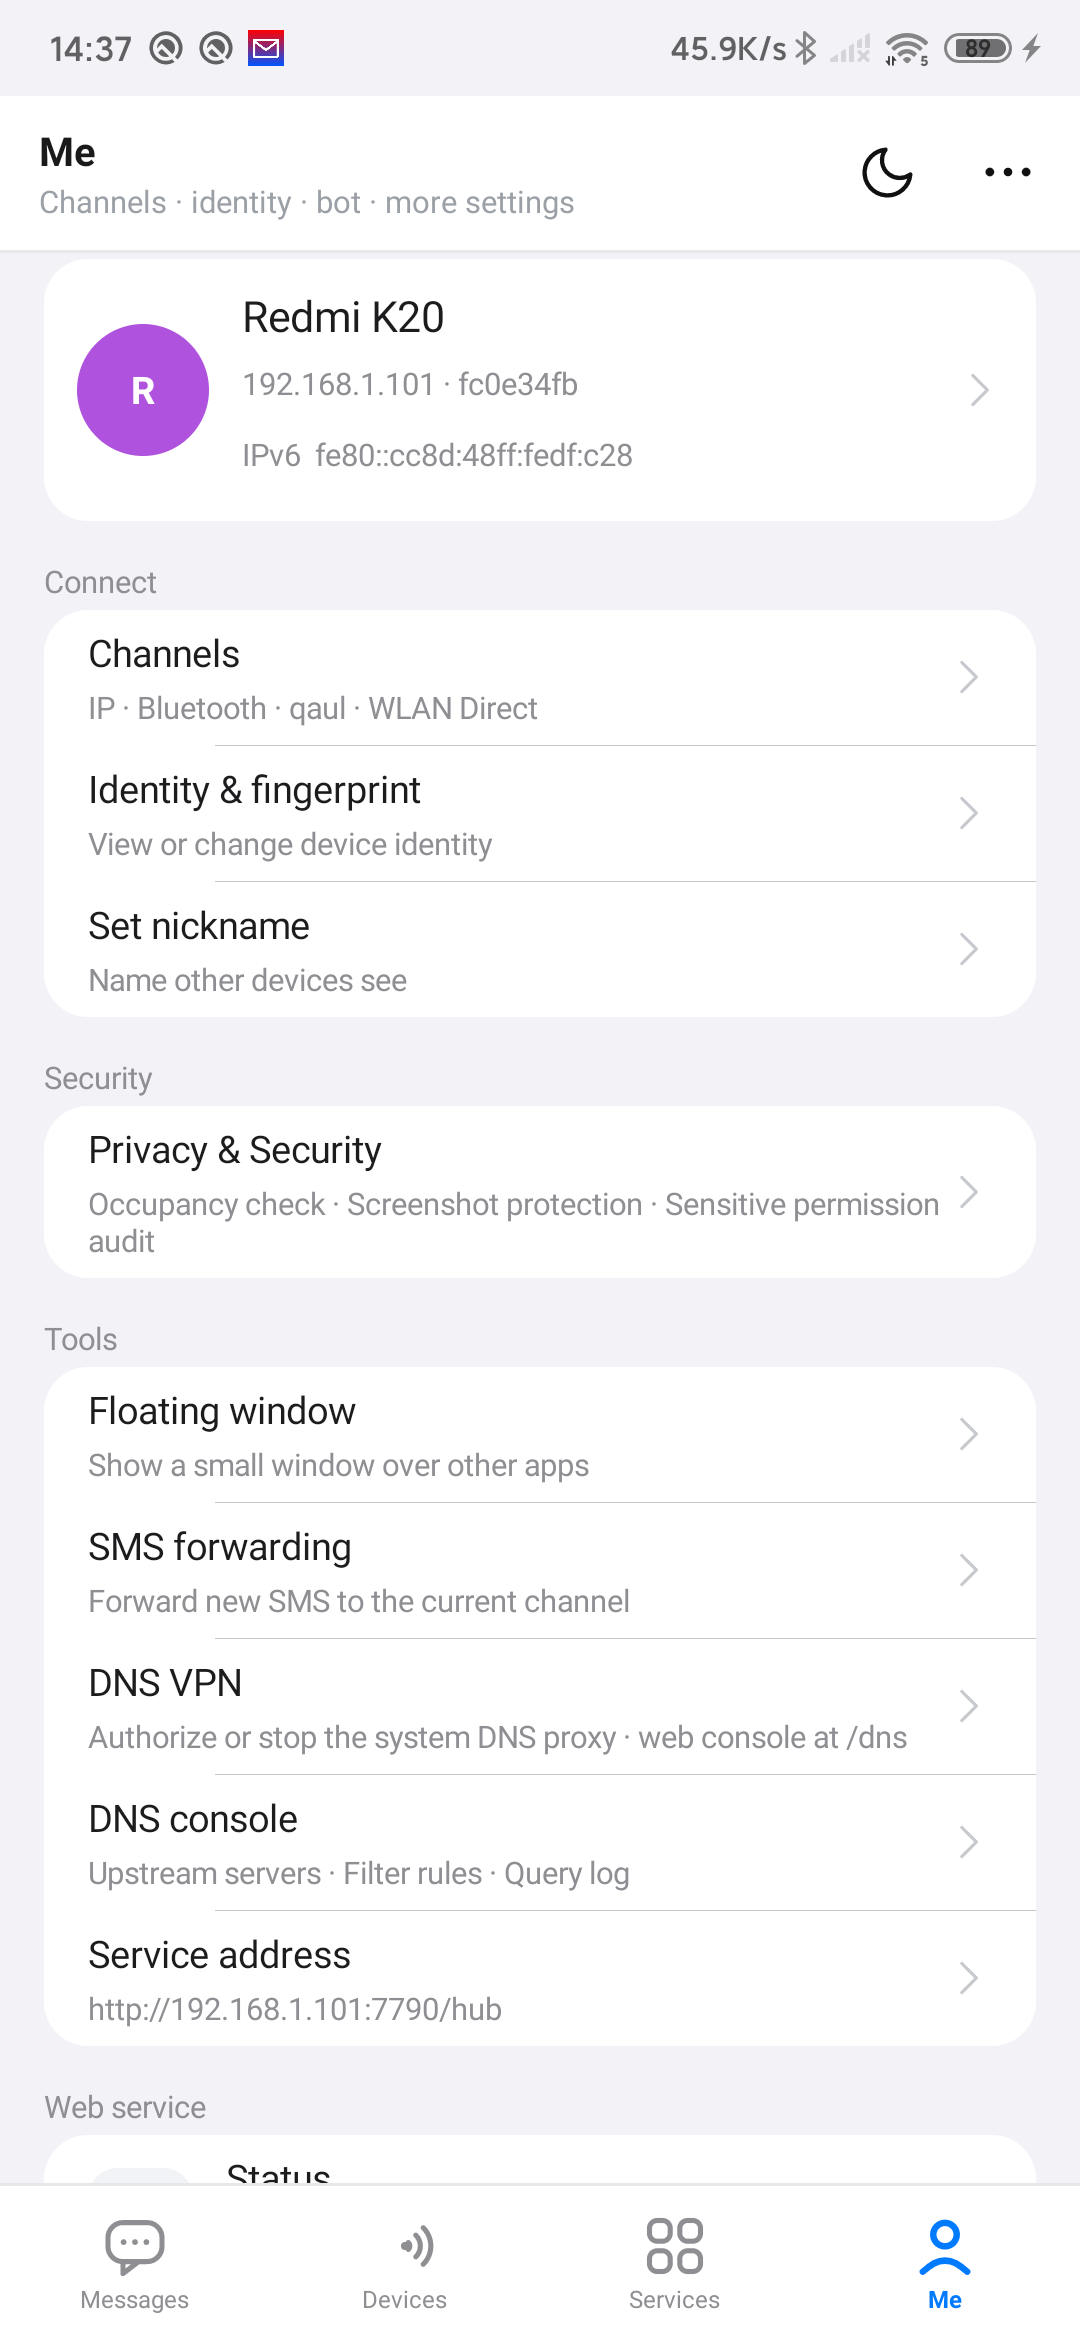 14:37
45.9K/s
5
89
Me
Channels · identity · bot · more settings
R
Redmi K20
192.168.1.101 · fc0e34fb
IPv6 fe80::cc8d:48ff:fedf:c28
Connect
Channels
IP · Bluetooth · qaul · WLAN Direct
Identity & fingerprint
View or change device identity
Set nickname
Name other devices see
Security
Privacy & Security
Occupancy check · Screenshot protection · Sensitive permission
audit
Tools
Floating window
Show a small window over other apps
SMS forwarding
Forward new SMS to the current channel
DNS VPN
Authorize or stop the system DNS proxy · web console at /dns
DNS console
Upstream servers · Filter rules · Query log
Service address
http://192.168.1.101:7790/hub
Web service
Status
Messages
Devices
Services
Me